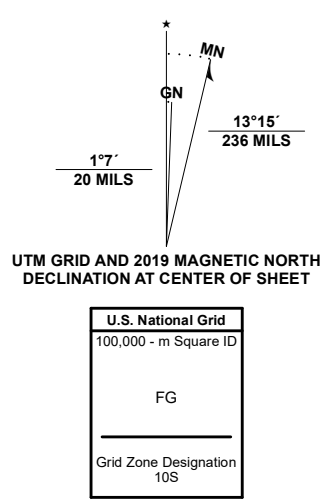 ★
MN
GN
13°15´
236 MILS
1°7´
20 MILS
UTM GRID AND 2019 MAGNETIC NORTH
DECLINATION AT CENTER OF SHEET
U.S. National Grid
100,000 - m Square ID
FG
Grid Zone Designation
10S